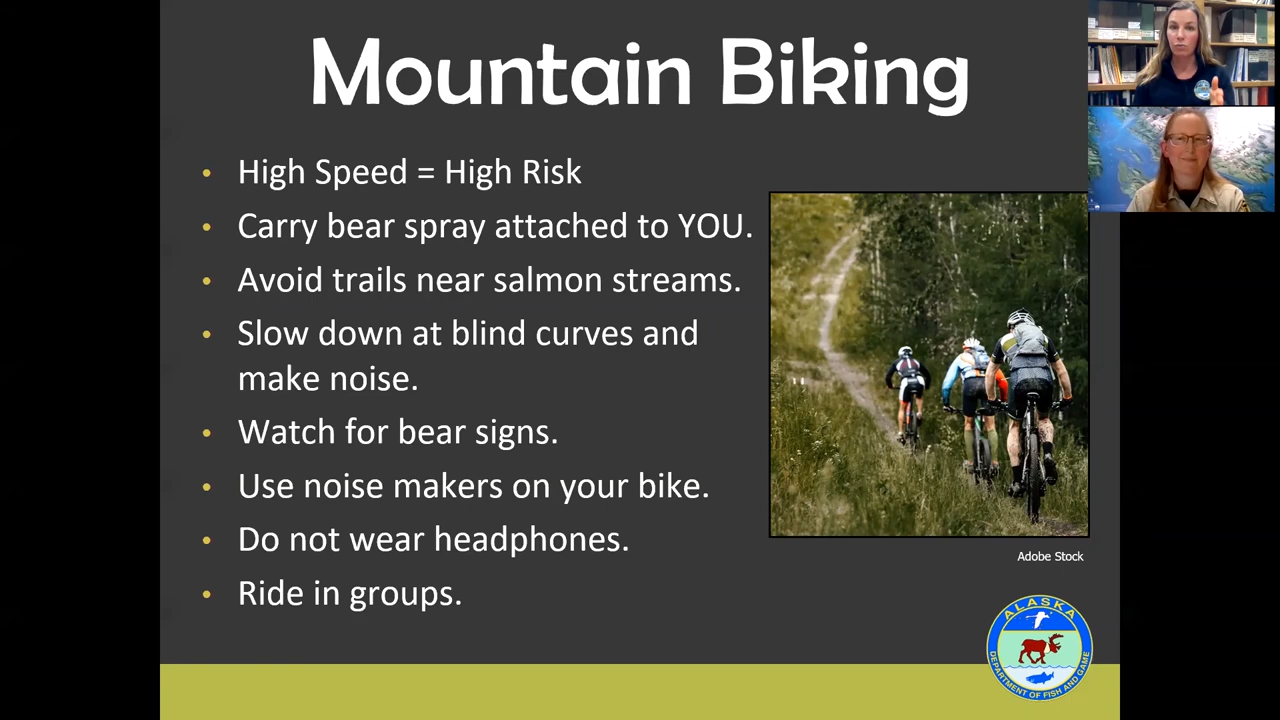 Mountain Biking
• High Speed = High Risk
• Carry bear spray attached to YOU.
• Avoid trails near salmon streams.
• Slow down at blind curves and
make noise.
• Watch for bear signs.
• Use noise makers on your bike.
• Do not wear headphones.
• Ride in groups.
Adobe Stock
ALASKA
DEPARTMENT OF FISH AND GAME